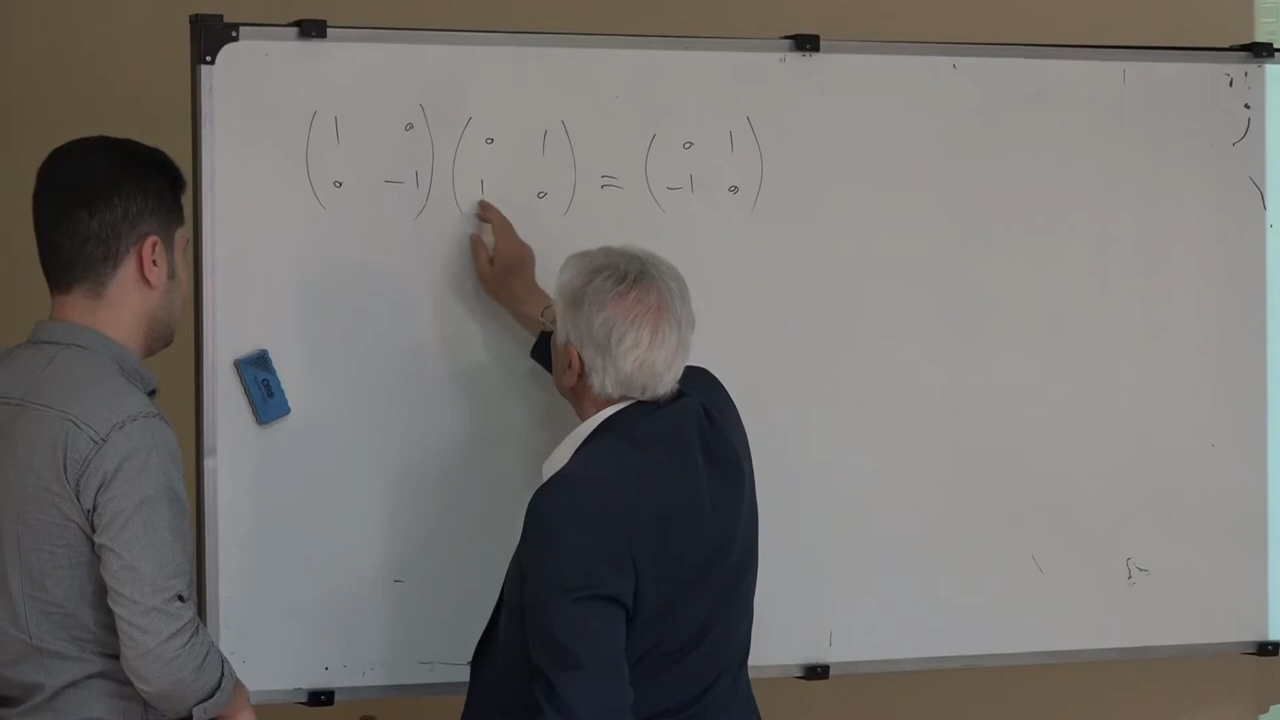 ( 1 0 ) ( 0 1 ) = ( 0 1 )
( 0 -1 ) ( 1 0 ) ( -1 0 )